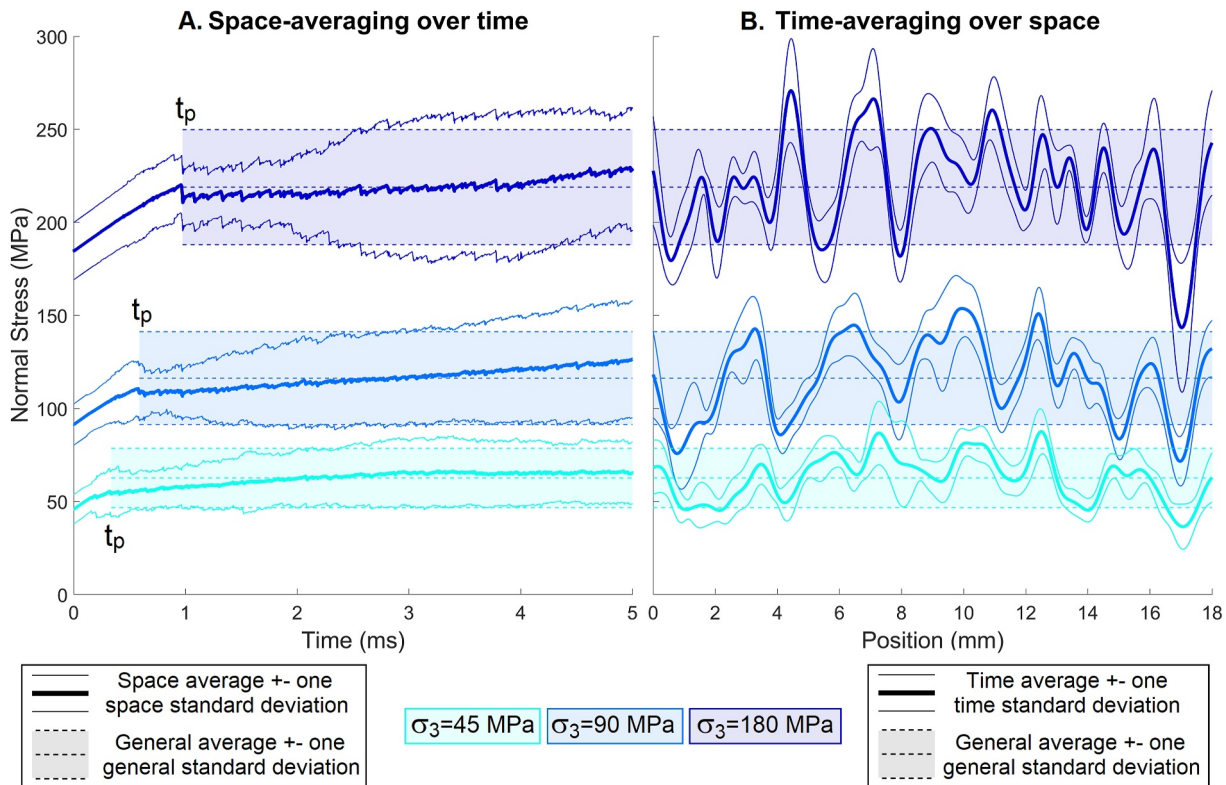 A. Space-averaging over time
B. Time-averaging over space
300
250
200
150
100
50
0
Normal Stress (MPa)
tp
tp
tp
0 1 2 3 4 5
Time (ms)
0 2 4 6 8 10 12 14 16 18
Position (mm)
Space average +- one
space standard deviation
General average +- one
general standard deviation
σ3=45 MPa
σ3=90 MPa
σ3=180 MPa
Time average +- one
time standard deviation
General average +- one
general standard deviation